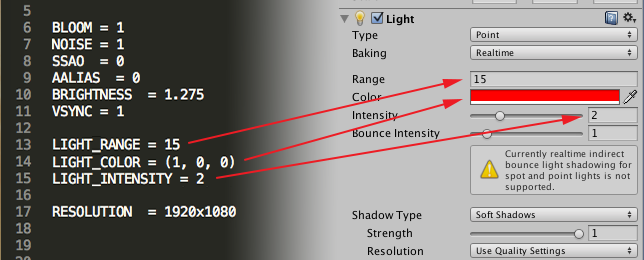 5
6 BLOOM = 1
7 NOISE = 1
8 SSAO = 0
9 AALIAS = 0
10 BRIGHTNESS = 1.275
11 VSYNC = 1
12
13 LIGHT_RANGE = 15
14 LIGHT_COLOR = (1, 0, 0)
15 LIGHT_INTENSITY = 2
16
17 RESOLUTION = 1920x1080
18
19
20
Light
Type Point
Baking Realtime
Range 15
Color
Intensity 2
Bounce Intensity 1
Currently realtime indirect
bounce light shadowing for
spot and point lights is not
supported.
Shadow Type Soft Shadows
Strength 1
Resolution Use Quality Settings